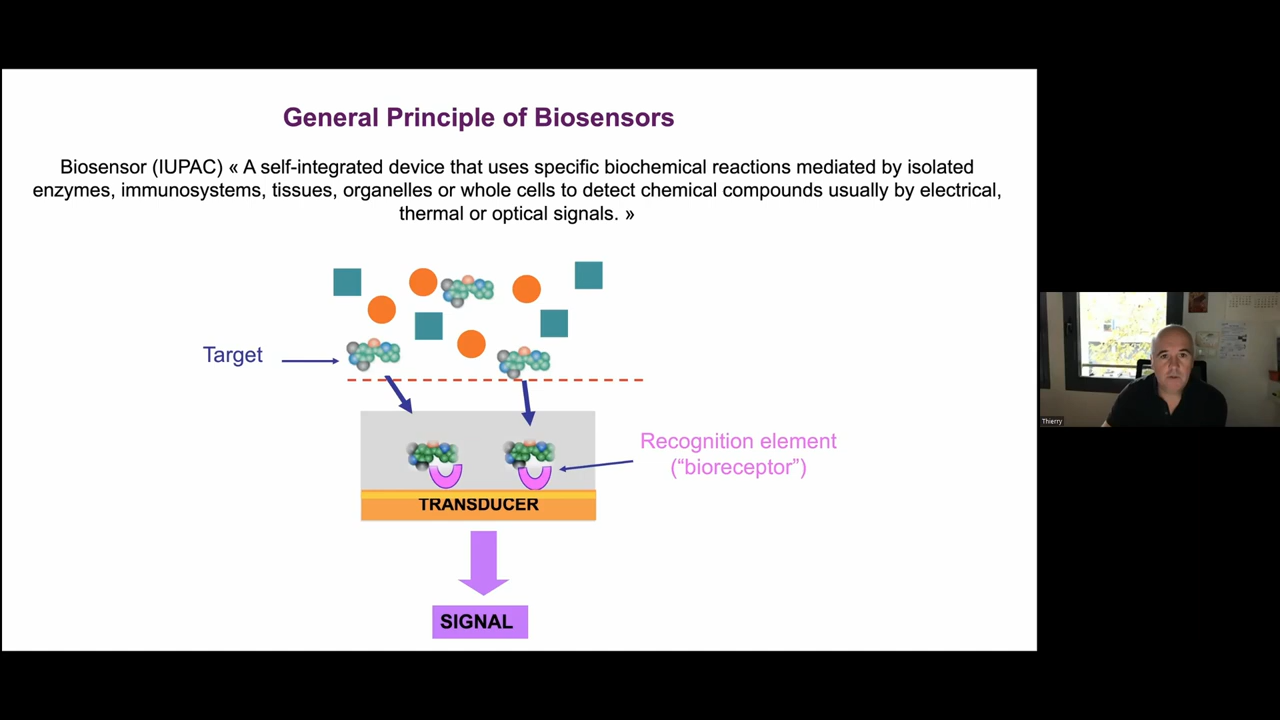 General Principle of Biosensors
Biosensor (IUPAC) « A self-integrated device that uses specific biochemical reactions mediated by isolated
enzymes, immunosystems, tissues, organelles or whole cells to detect chemical compounds usually by electrical,
thermal or optical signals. »
Target
Recognition element
(“bioreceptor”)
TRANSDUCER
SIGNAL
Thierry